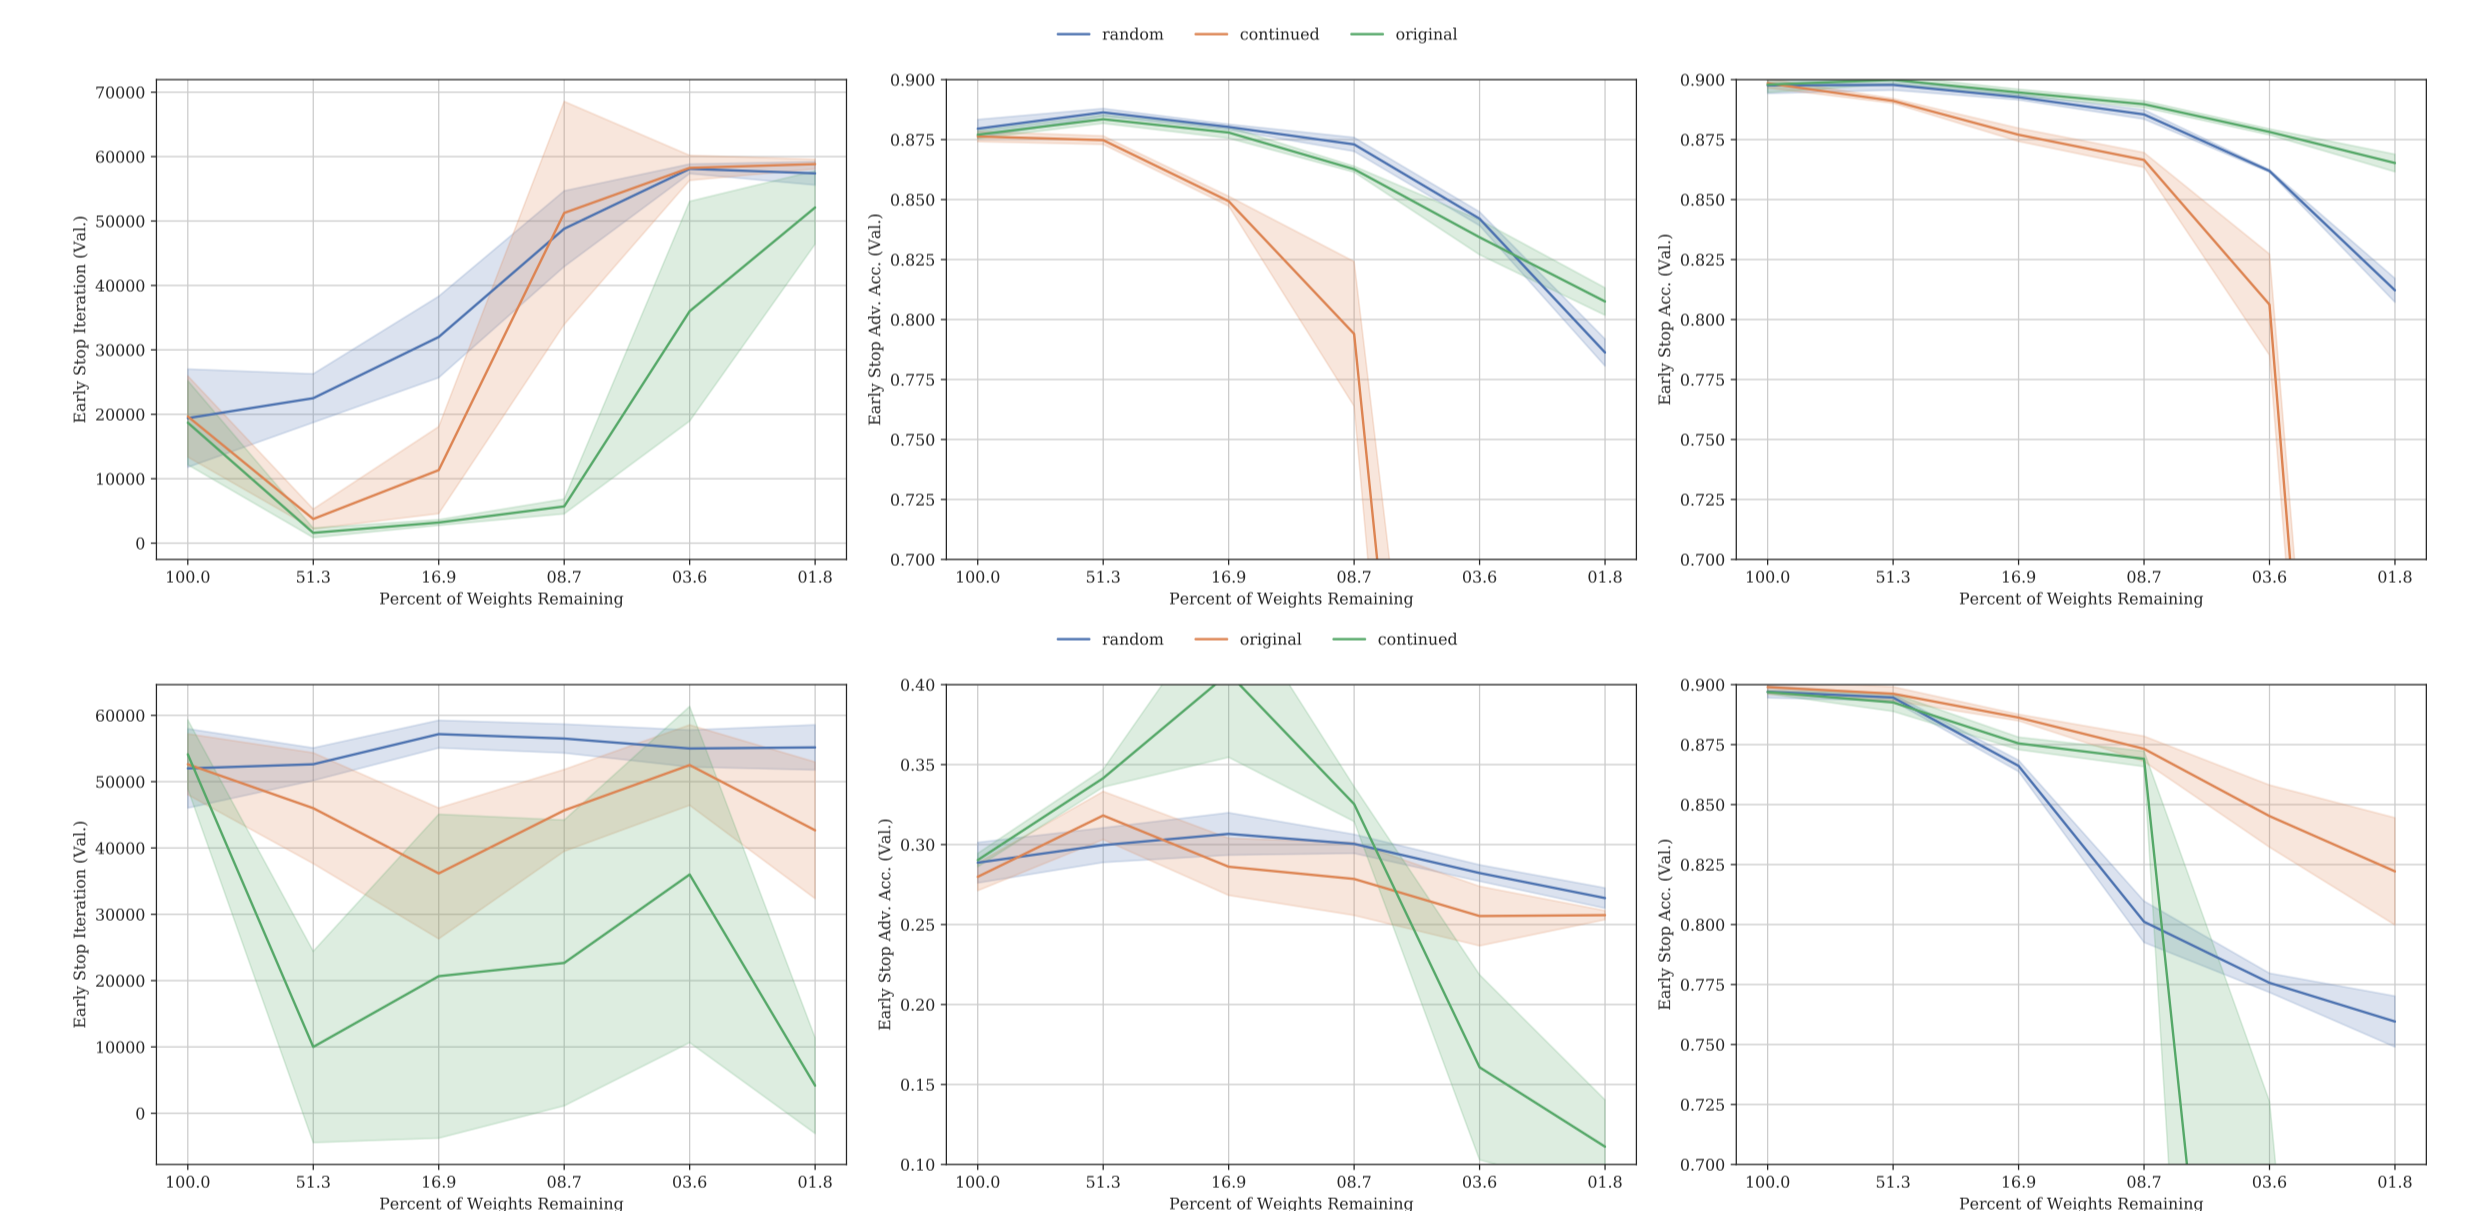 random continued original
70000
60000
50000
40000
30000
20000
10000
0
Early Stop Iteration (Val.)
100.0 51.3 16.9 08.7 03.6 01.8
Percent of Weights Remaining
0.900
0.875
0.850
0.825
0.800
0.775
0.750
0.725
0.700
Early Stop Adv. Acc. (Val.)
100.0 51.3 16.9 08.7 03.6 01.8
Percent of Weights Remaining
0.900
0.875
0.850
0.825
0.800
0.775
0.750
0.725
0.700
Early Stop Acc. (Val.)
100.0 51.3 16.9 08.7 03.6 01.8
Percent of Weights Remaining
random original continued
60000
50000
40000
30000
20000
10000
0
Early Stop Iteration (Val.)
100.0 51.3 16.9 08.7 03.6 01.8
Percent of Weights Remaining
0.40
0.35
0.30
0.25
0.20
0.15
0.10
Early Stop Adv. Acc. (Val.)
100.0 51.3 16.9 08.7 03.6 01.8
Percent of Weights Remaining
0.900
0.875
0.850
0.825
0.800
0.775
0.750
0.725
0.700
Early Stop Acc. (Val.)
100.0 51.3 16.9 08.7 03.6 01.8
Percent of Weights Remaining